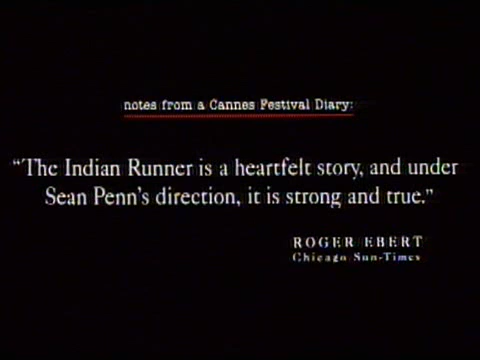 notes from a Cannes Festival Diary:
“The Indian Runner is a heartfelt story, and under
Sean Penn’s direction, it is strong and true.”
ROGER EBERT
Chicago Sun-Times